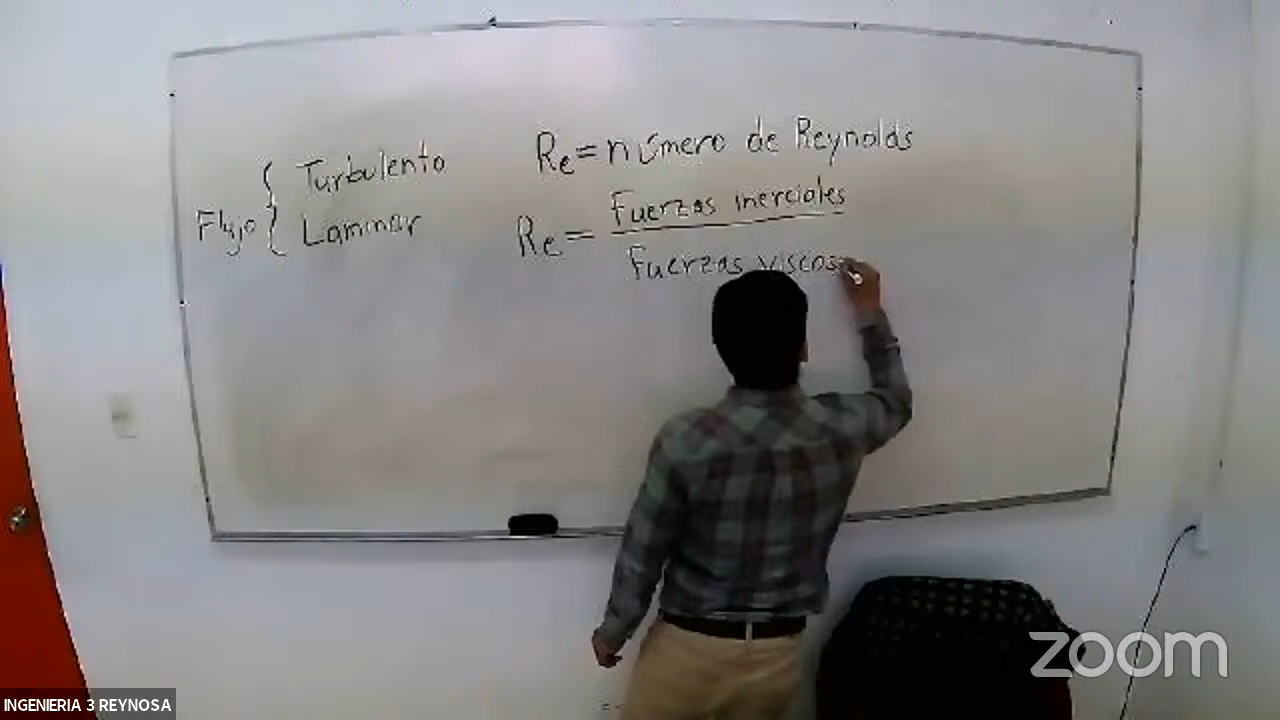 Flujo { Turbulento
Laminar
Re = número de Reynolds
Re = Fuerzas inerciales
Fuerzas viscos
zoom
INGENIERIA 3 REYNOSA